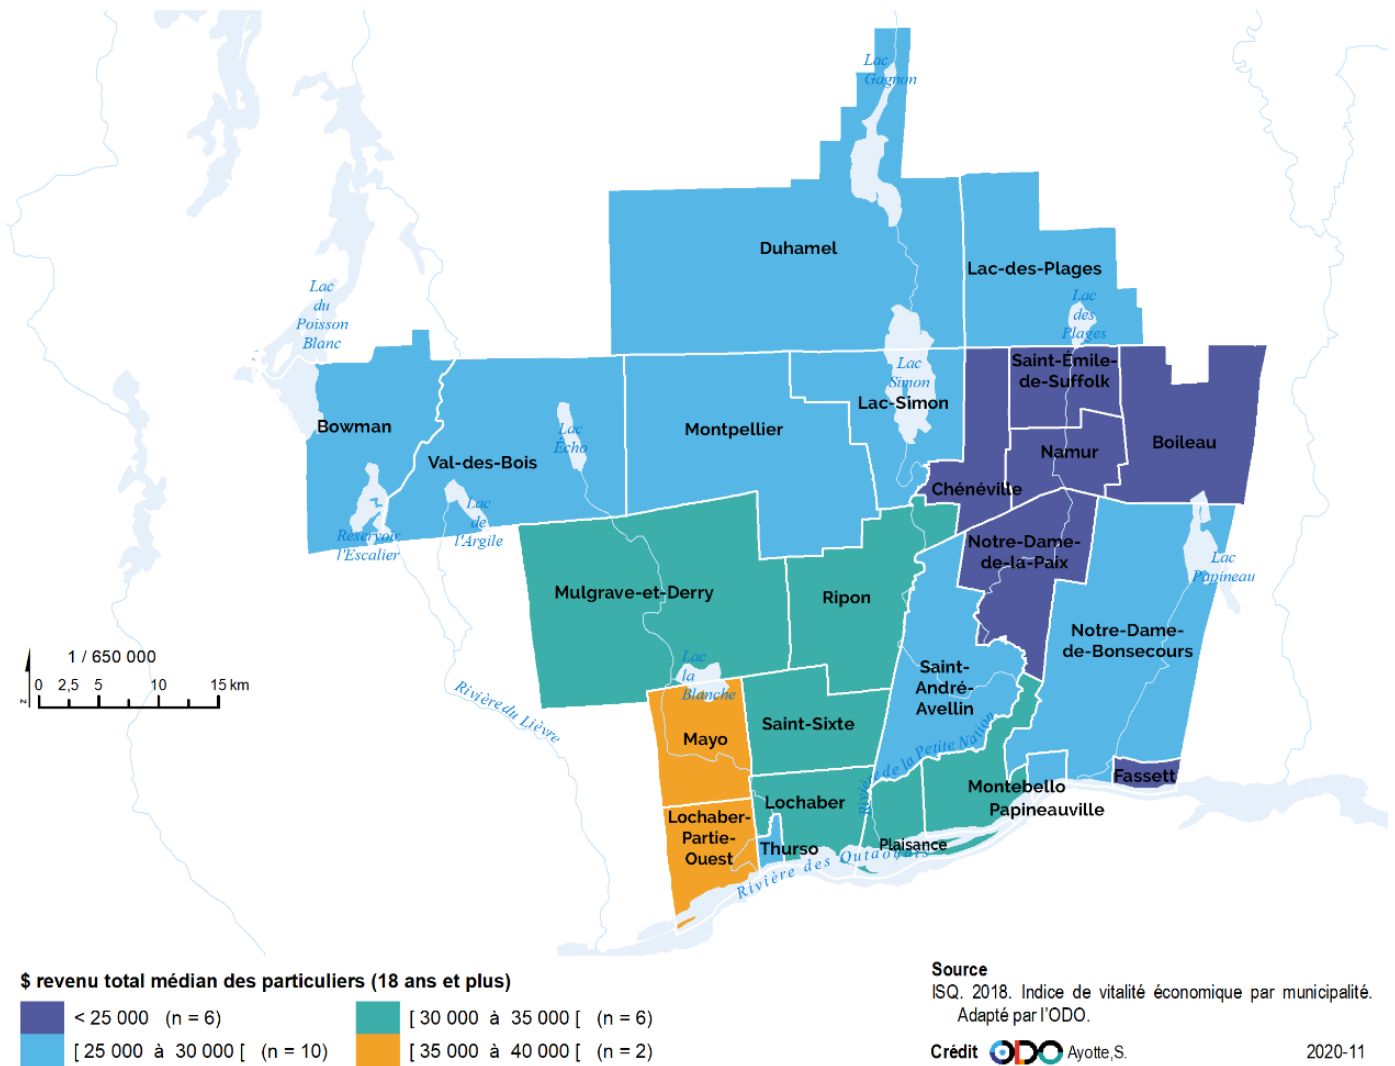 Lac
Gagnon
Duhamel
Lac-des-Plages
Lac
du
Poisson
Blanc
Lac
des
Plages
Saint-Émile-
de-Suffolk
Lac
Simon
Lac-Simon
Bowman
Montpellier
Lac
Écho
Boileau
Namur
Val-des-Bois
Chénéville
Lac
de
l'Argile
Réservoir
l'Escalier
Notre-Dame-
de-la-Paix
Lac
Papineau
Mulgrave-et-Derry
Ripon
Notre-Dame-
de-Bonsecours
1 / 650 000
0 2,5 5 10 15 km
z
Lac
la
Blanche
Saint-
André-
Avellin
Rivière du Lièvre
Saint-Sixte
Mayo
Rivière de la Petite Nation
Fassett
Montebello
Lochaber
Papineauville
Lochaber-
Partie-
Ouest
Thurso
Plaisance
Rivière des Outaouais
$ revenu total médian des particuliers (18 ans et plus)
< 25 000 (n = 6)
[ 25 000 à 30 000 [ (n = 10)
[ 30 000 à 35 000 [ (n = 6)
[ 35 000 à 40 000 [ (n = 2)
Source
ISQ. 2018. Indice de vitalité économique par municipalité.
Adapté par l'ODO.
Crédit ODO Ayotte,S. 2020-11